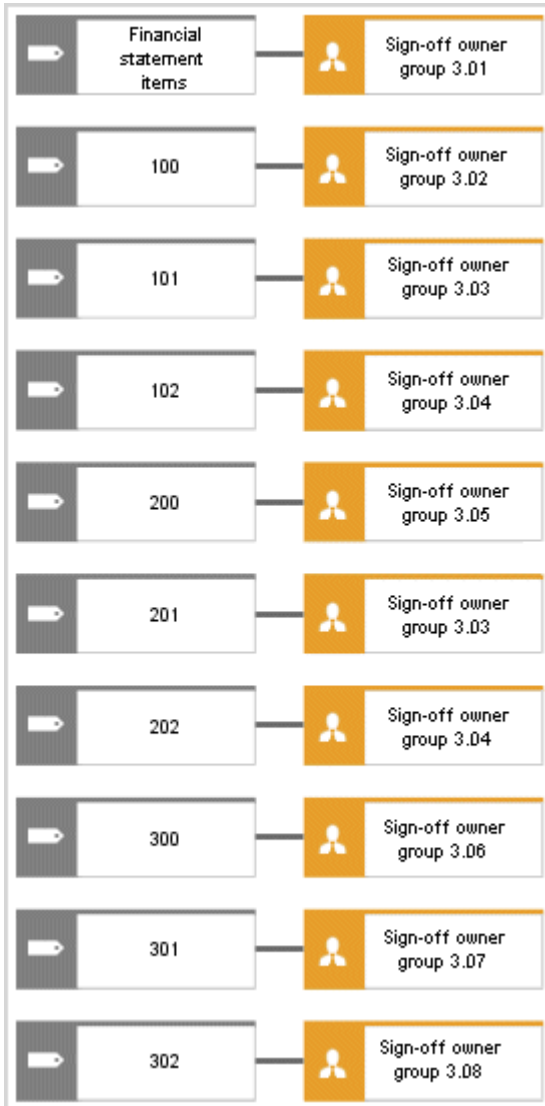 Financial
statement
items
Sign-off owner
group 3.01
100
Sign-off owner
group 3.02
101
Sign-off owner
group 3.03
102
Sign-off owner
group 3.04
200
Sign-off owner
group 3.05
201
Sign-off owner
group 3.03
202
Sign-off owner
group 3.04
300
Sign-off owner
group 3.06
301
Sign-off owner
group 3.07
302
Sign-off owner
group 3.08